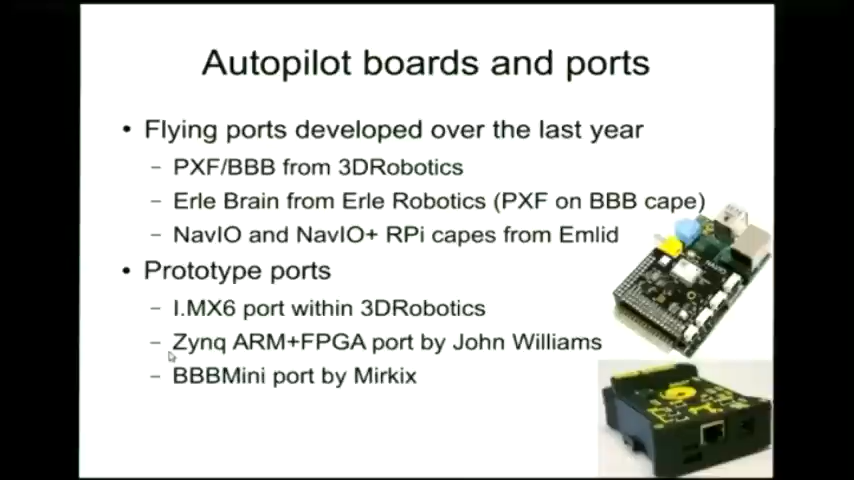 Autopilot boards and ports
• Flying ports developed over the last year
– PXF/BBB from 3DRobotics
– Erle Brain from Erle Robotics (PXF on BBB cape)
– NavIO and NavIO+ RPi capes from Emlid
• Prototype ports
– I.MX6 port within 3DRobotics
– Zynq ARM+FPGA port by John Williams
– BBBMini port by Mirkix